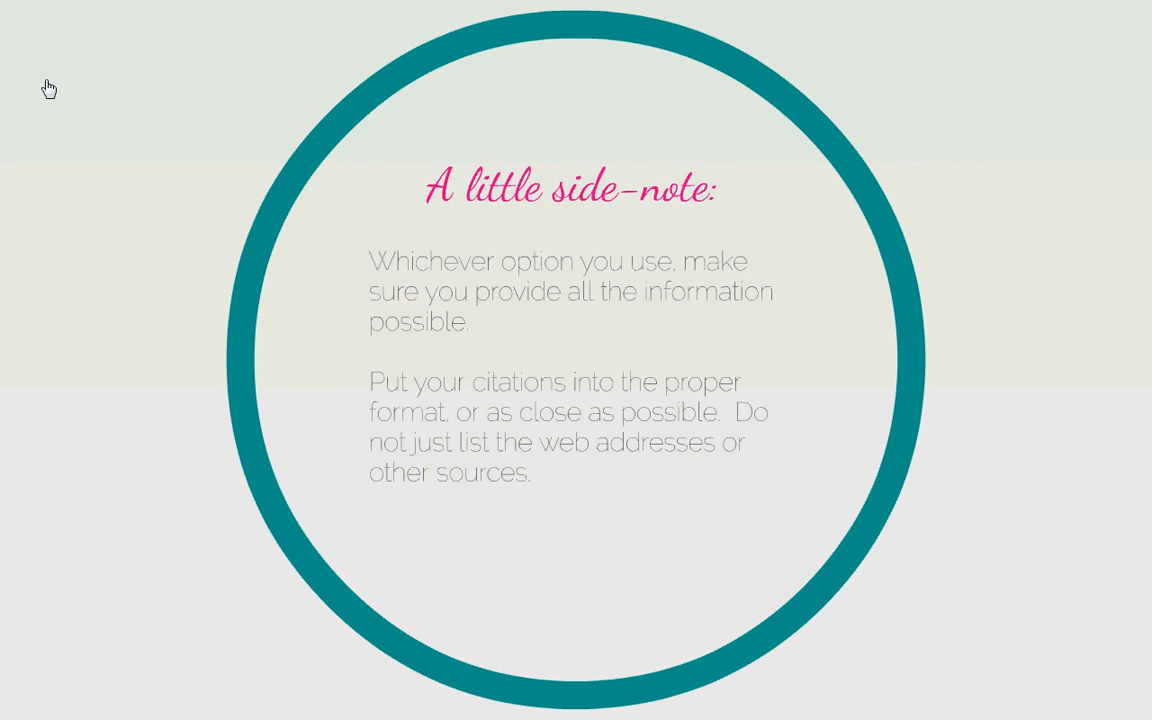 A little side-note:
Whichever option you use, make
sure you provide all the information
possible.
Put your citations into the proper
format, or as close as possible.  Do
not just list the web addresses or
other sources.